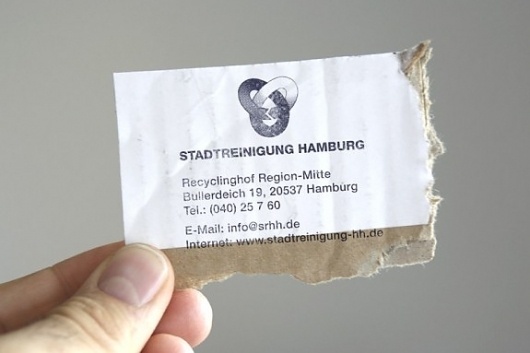 STADTREINIGUNG HAMBURG
Recyclinghof Region-Mitte
Bullerdeich 19, 20537 Hamburg
Tel.: (040) 25 7 60
E-Mail: info@srhh.de
Internet: www.stadtreinigung-hh.de